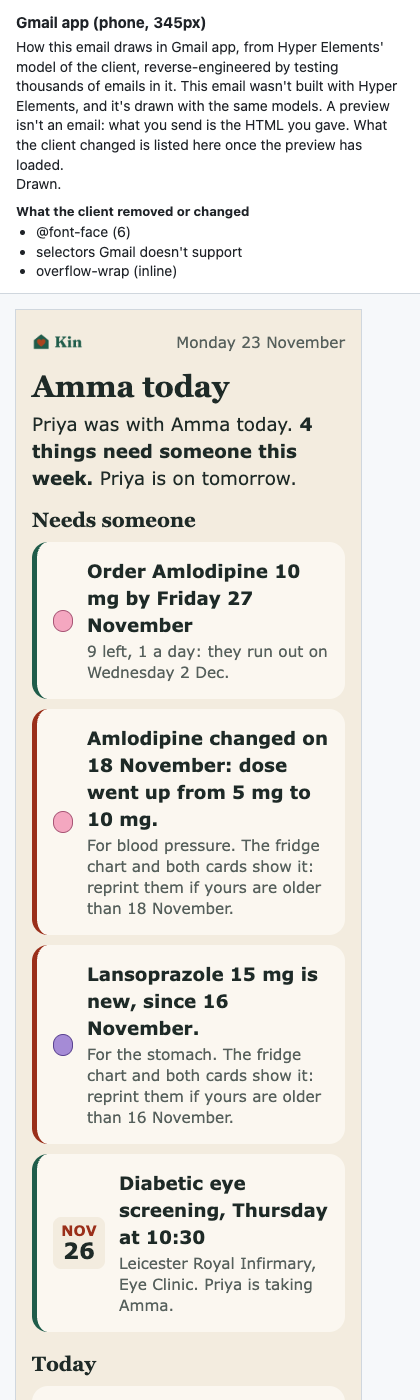 Gmail app (phone, 345px)
How this email draws in Gmail app, from Hyper Elements'
model of the client, reverse-engineered by testing
thousands of emails in it. This email wasn't built with Hyper
Elements, and it's drawn with the same models. A preview
isn't an email: what you send is the HTML you gave. What
the client changed is listed here once the preview has
loaded.
Drawn.
What the client removed or changed
• @font-face (6)
• selectors Gmail doesn't support
• overflow-wrap (inline)
Kin
Monday 23 November
Amma today
Priya was with Amma today. 4
things need someone this
week. Priya is on tomorrow.
Needs someone
Order Amlodipine 10
mg by Friday 27
November
9 left, 1 a day: they run out on
Wednesday 2 Dec.
Amlodipine changed on
18 November: dose
went up from 5 mg to
10 mg.
For blood pressure. The fridge
chart and both cards show it:
reprint them if yours are older
than 18 November.
Lansoprazole 15 mg is
new, since 16
November.
For the stomach. The fridge
chart and both cards show it:
reprint them if yours are older
than 16 November.
NOV
26
Diabetic eye
screening, Thursday
at 10:30
Leicester Royal Infirmary,
Eye Clinic. Priya is taking
Amma.
Today